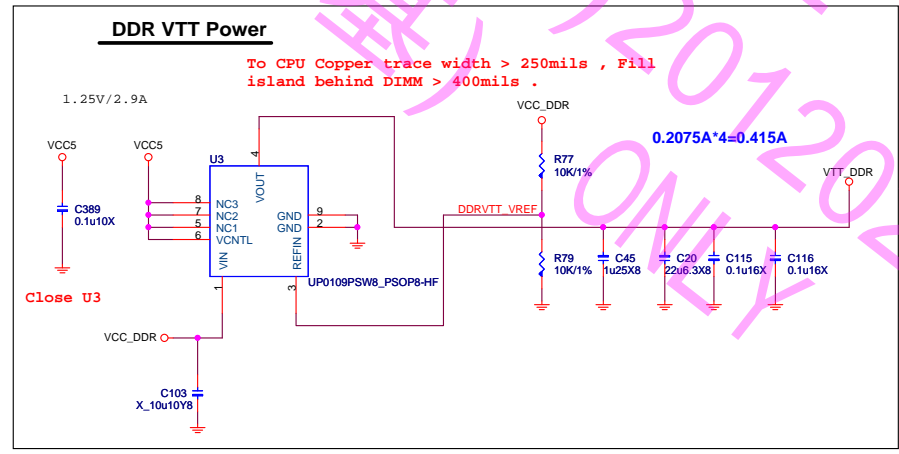 DDR VTT Power
To CPU Copper trace width > 250mils , Fill
island behind DIMM > 400mils .
1.25V/2.9A
VCC_DDR
0.2075A*4=0.415A
VCC5
VCC5
U3
4
VOUT
R77
10K/1%
VTT_DDR
C389
0.1u10X
8
NC3
7
NC2
5
NC1
6
VCNTL
GND
9
GND
2
VIN
REFIN
DDRVTT_VREF
1
3
UP0109PSW8_PSOP8-HF
R79
10K/1%
C45
1u25X8
C20
22u6.3X8
C115
0.1u16X
C116
0.1u16X
Close U3
VCC_DDR
C103
X_10u10Y8
)201202
ONLY